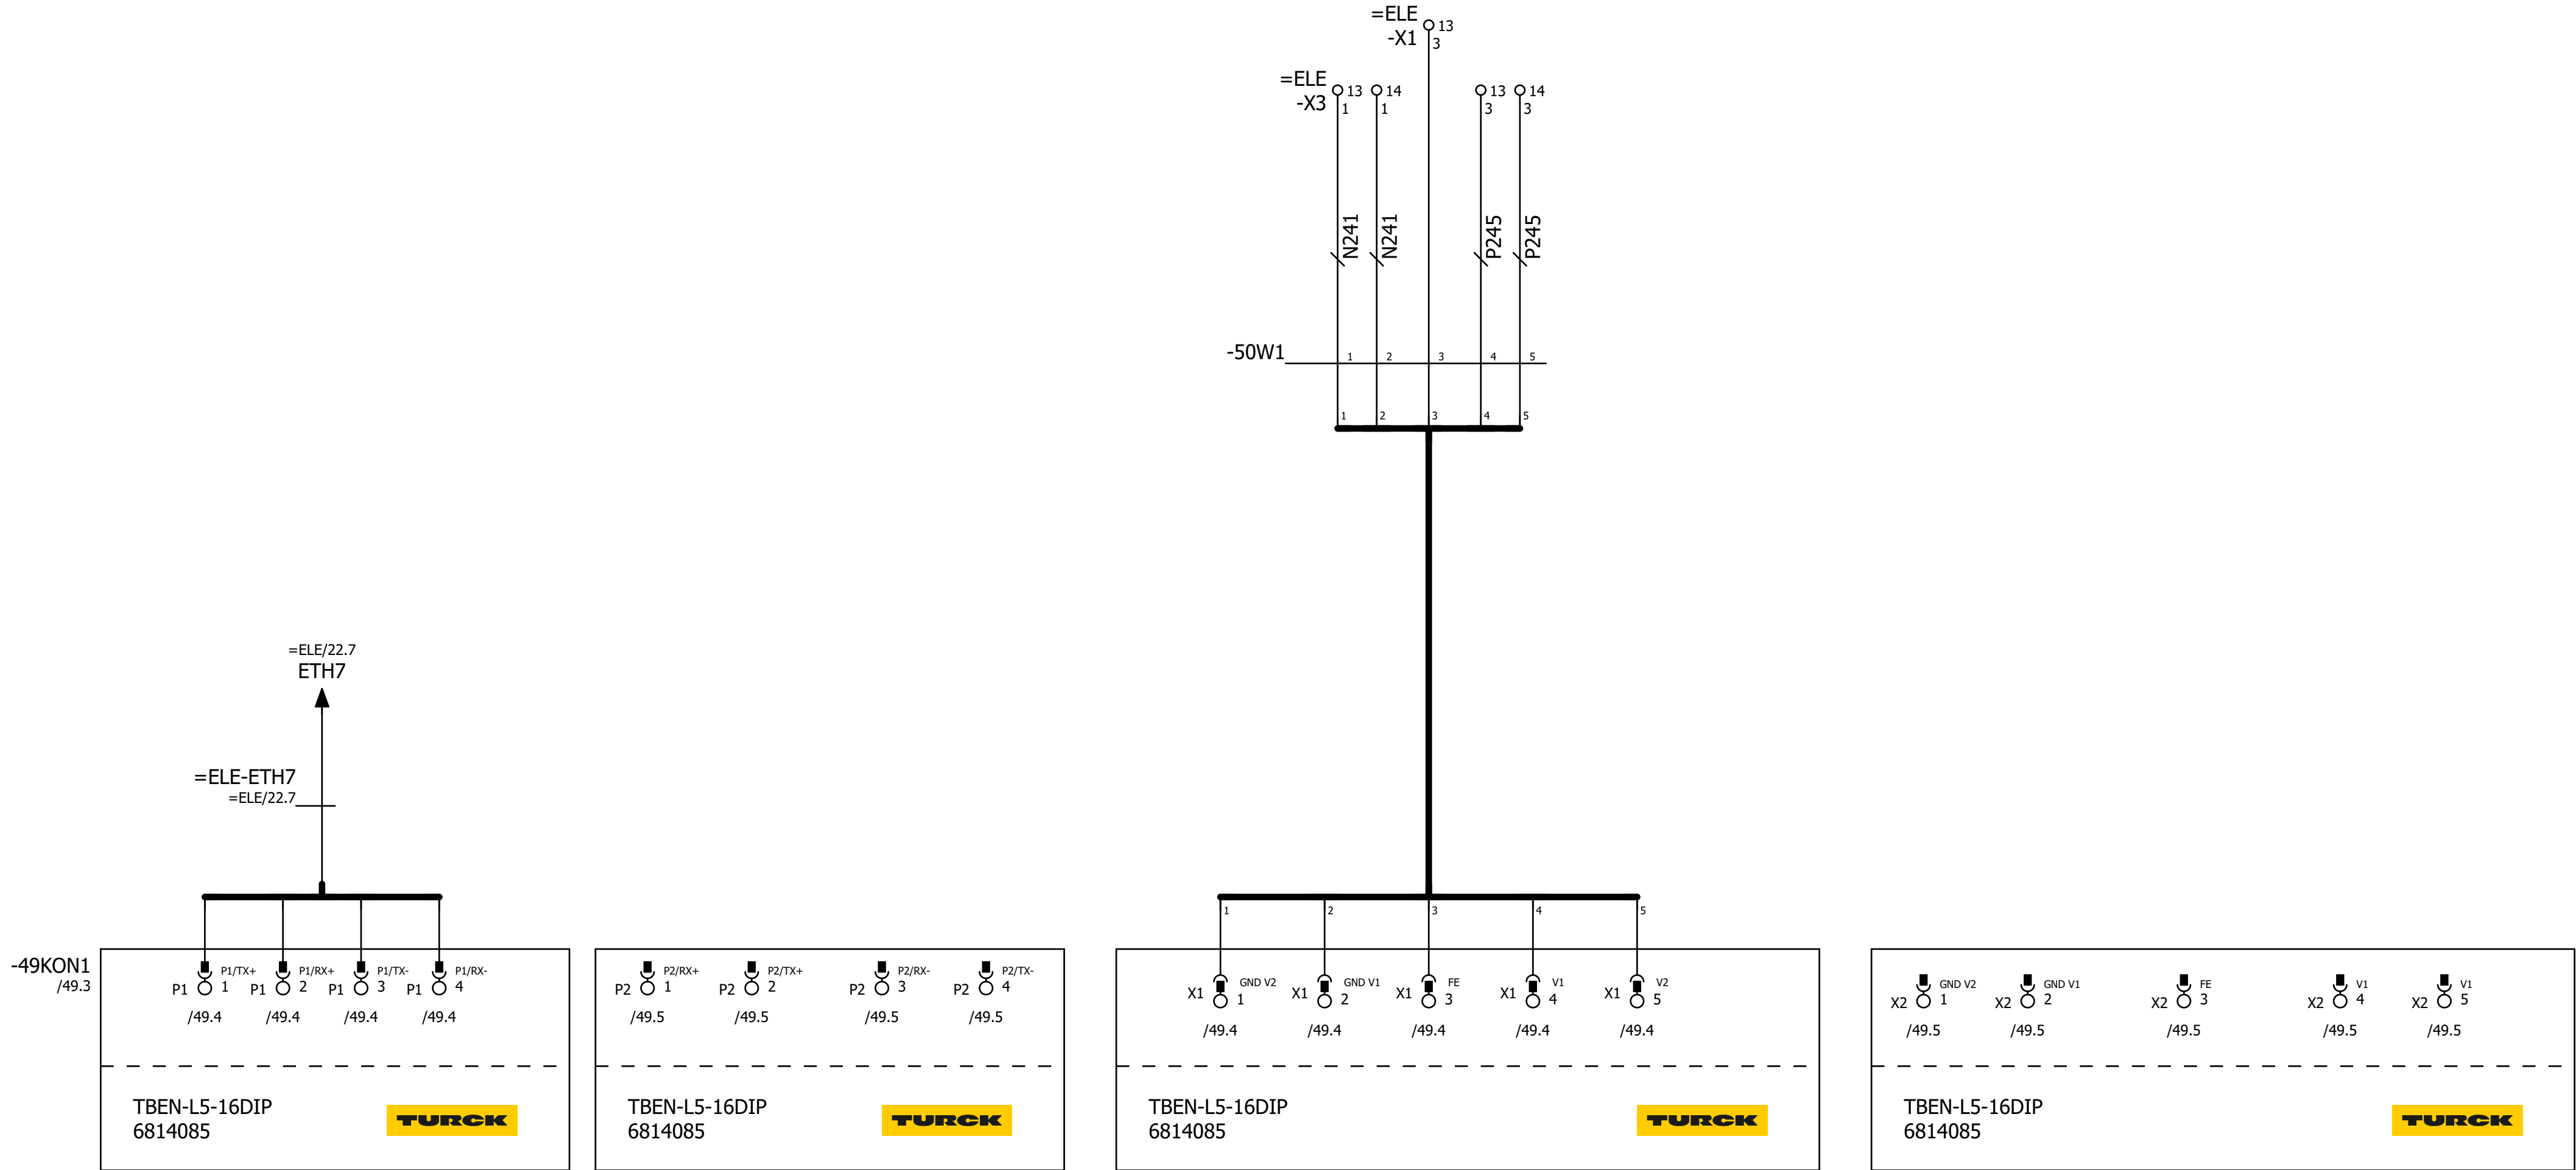 =ELE
-X1
13
3
=ELE
-X3
13
1
14
1
13
3
14
3
N241
N241
P245
P245
-50W1
1 2 3 4 5
1 2 3 4 5
=ELE/22.7
ETH7
=ELE-ETH7
=ELE/22.7
1 2 3 4 5
-49KON1
/49.3
P1 1 P1/TX+
P1 2 P1/RX+
P1 3 P1/TX-
P1 4 P1/RX-
/49.4 /49.4 /49.4 /49.4
TBEN-L5-16DIP
6814085
TURCK
P2 1 P2/RX+
P2 2 P2/TX+
P2 3 P2/RX-
P2 4 P2/TX-
/49.5 /49.5 /49.5 /49.5
TBEN-L5-16DIP
6814085
TURCK
X1 1 GND V2
X1 2 GND V1
X1 3 FE
X1 4 V1
X1 5 V2
/49.4 /49.4 /49.4 /49.4 /49.4
TBEN-L5-16DIP
6814085
TURCK
X2 1 GND V2
X2 2 GND V1
X2 3 FE
X2 4 V1
X2 5 V1
/49.5 /49.5 /49.5 /49.5 /49.5
TBEN-L5-16DIP
6814085
TURCK